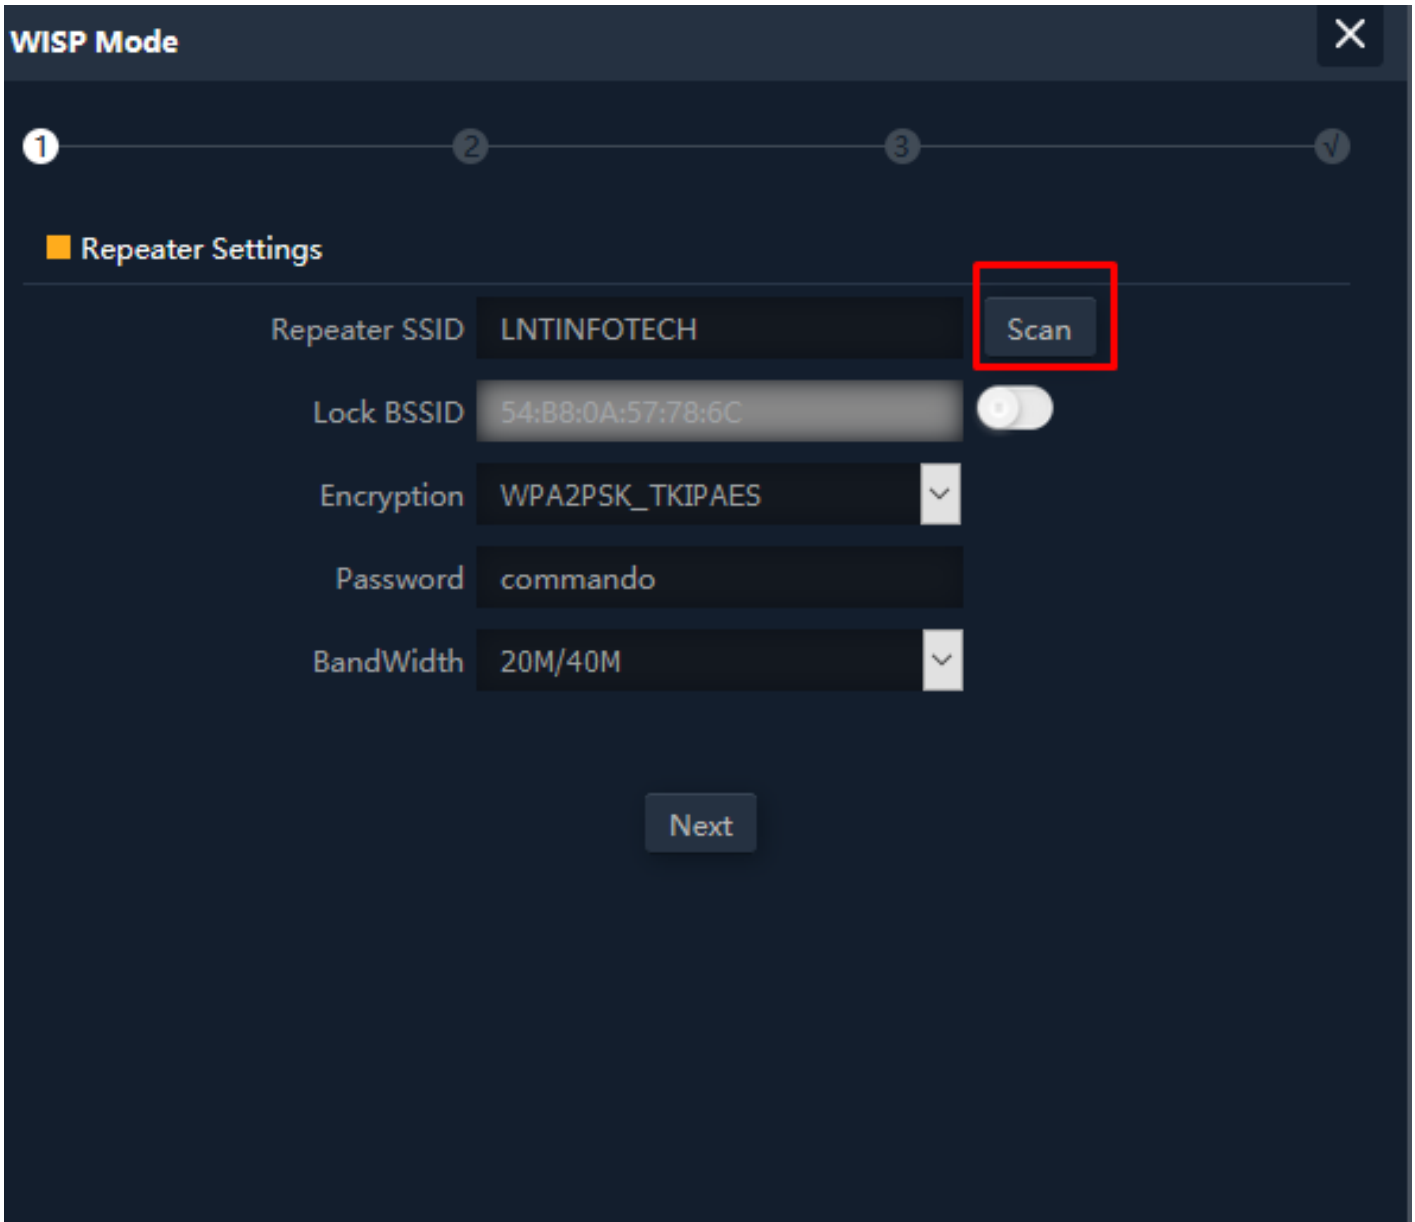 WISP Mode
1 2 3 √
Repeater Settings
Repeater SSID LNTINFOTECH Scan
Lock BSSID 54:B8:0A:57:78:6C
Encryption WPA2PSK_TKIPAES
Password commando
BandWidth 20M/40M
Next